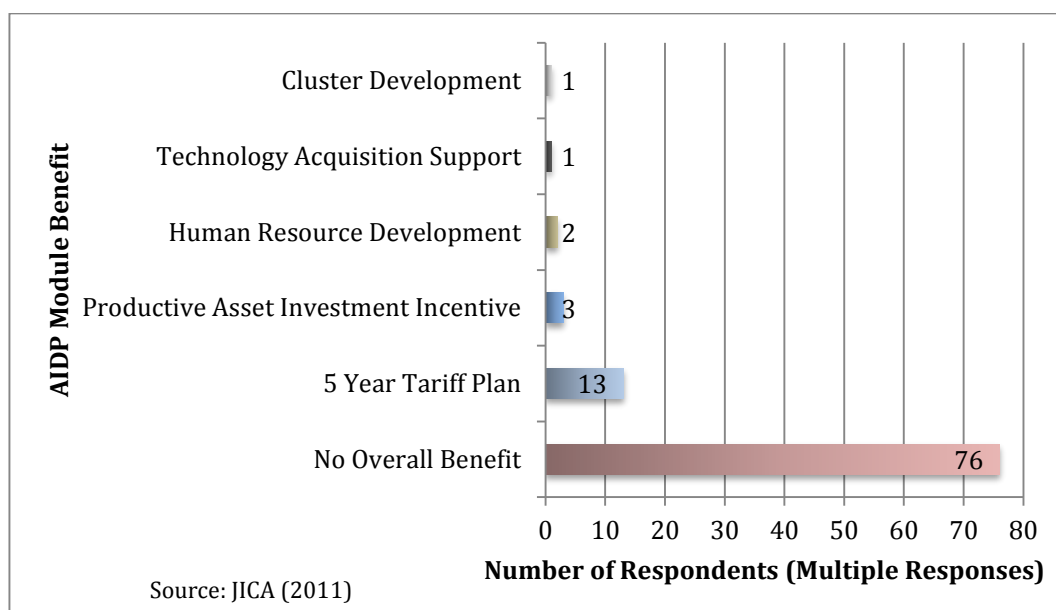 AIDP Module Benefit
Cluster Development 1
Technology Acquisition Support 1
Human Resource Development 2
Productive Asset Investment Incentive 3
5 Year Tariff Plan 13
No Overall Benefit 76
0 10 20 30 40 50 60 70 80
Number of Respondents (Multiple Responses)
Source: JICA (2011)